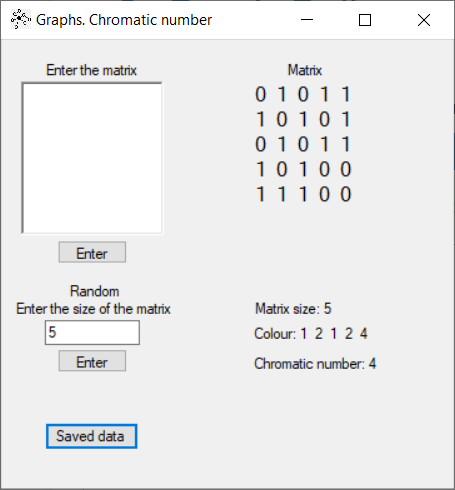 Graphs. Chromatic number
Enter the matrix
Enter
Random
Enter the size of the matrix
5
Enter
Saved data
Matrix
0 1 0 1 1
1 0 1 0 1
0 1 0 1 1
1 0 1 0 0
1 1 1 0 0
Matrix size: 5
Colour: 1 2 1 2 4
Chromatic number: 4